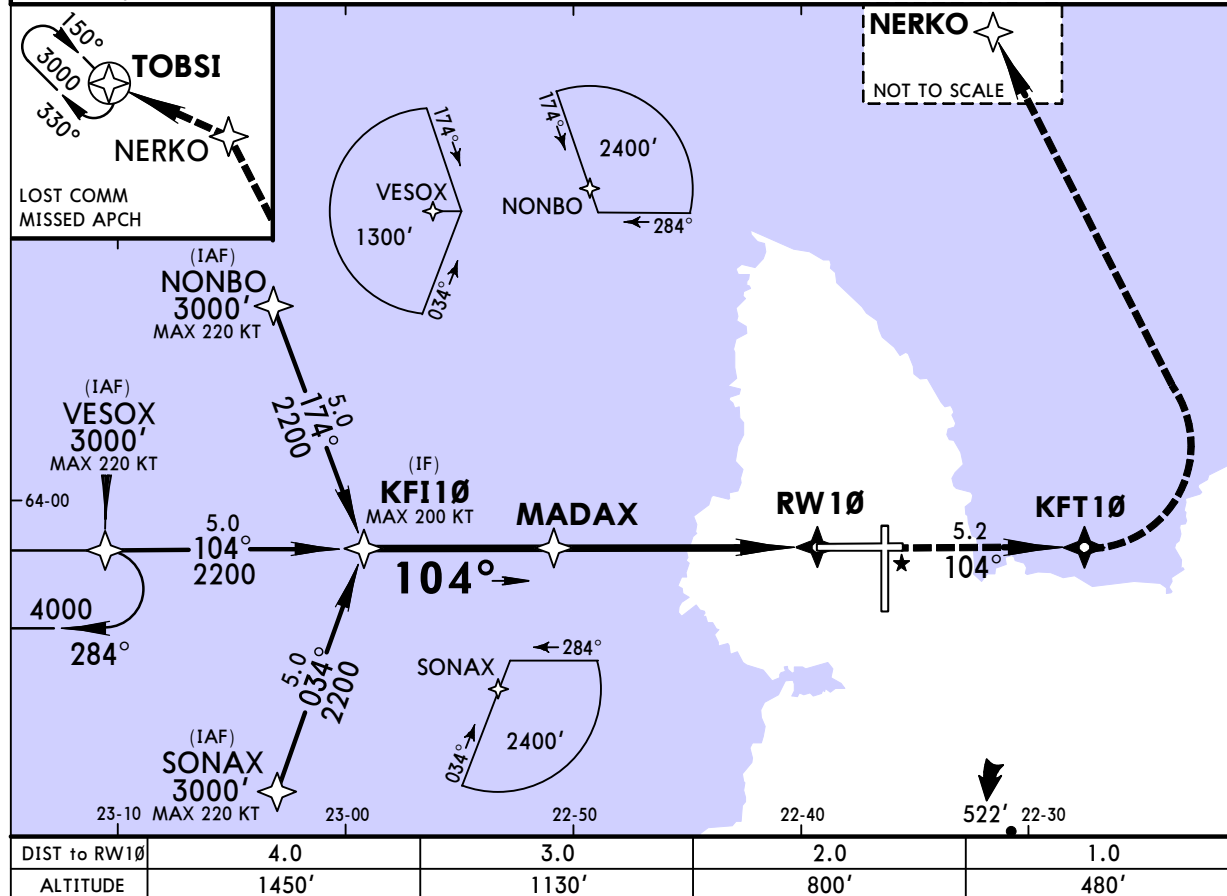 150°
3000
330°
TOBSI
NERKO
LOST COMM
MISSED APCH
NERKO
NOT TO SCALE
174°
VESOX
1300'
034°
174°
2400'
NONBO
284°
(IAF)
NONBO
3000'
MAX 220 KT
5.0
174°
2200
(IAF)
VESOX
3000'
MAX 220 KT
64-00
5.0
104°
2200
4000
284°
(IF)
KFI1Ø
MAX 200 KT
MADAX
104°
RW1Ø
5.2
104°
KFT1Ø
5.0
034°
2200
(IAF)
SONAX
3000'
MAX 220 KT
284°
SONAX
2400'
034°
522'
23-10
23-00
22-50
22-40
22-30
DIST to RW1Ø 4.0 3.0 2.0 1.0
ALTITUDE 1450' 1130' 800' 480'